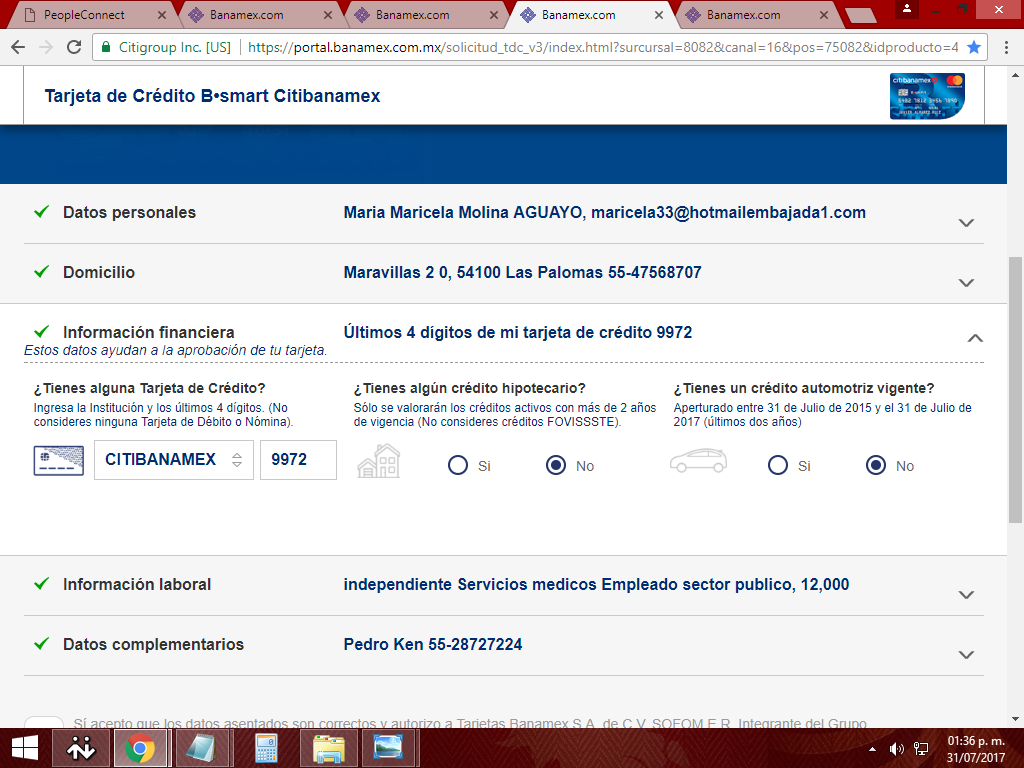 PeopleConnect
Banamex.com
Banamex.com
Banamex.com
Banamex.com
Citigroup Inc. [US]
https://portal.banamex.com.mx/solicitud_tdc_v3/index.html?surcursal=8082&canal=16&pos=75082&idproducto=4
Tarjeta de Crédito B•smart Citibanamex
citibanamex
Datos personales
Maria Maricela Molina AGUAYO, maricela33@hotmailembajada1.com
Domicilio
Maravillas 2 0, 54100 Las Palomas 55-47568707
Información financiera
Últimos 4 dígitos de mi tarjeta de crédito 9972
Estos datos ayudan a la aprobación de tu tarjeta.
¿Tienes alguna Tarjeta de Crédito?
Ingresa la Institución y los últimos 4 dígitos. (No
consideres ninguna Tarjeta de Débito o Nómina).
CITIBANAMEX
9972
¿Tienes algún crédito hipotecario?
Sólo se valorarán los créditos activos con más de 2 años
de vigencia (No consideres créditos FOVISSSTE).
Si
No
¿Tienes un crédito automotriz vigente?
Aperturado entre 31 de Julio de 2015 y el 31 de Julio de
2017 (últimos dos años)
Si
No
Información laboral
independiente Servicios medicos Empleado sector publico, 12,000
Datos complementarios
Pedro Ken 55-28727224
Sí acepto que los datos asentados son correctos y autorizo a Tarjetas Banamex S.A. de C.V. SOFOM E.R. Integrante del Grupo
01:36 p. m.
31/07/2017